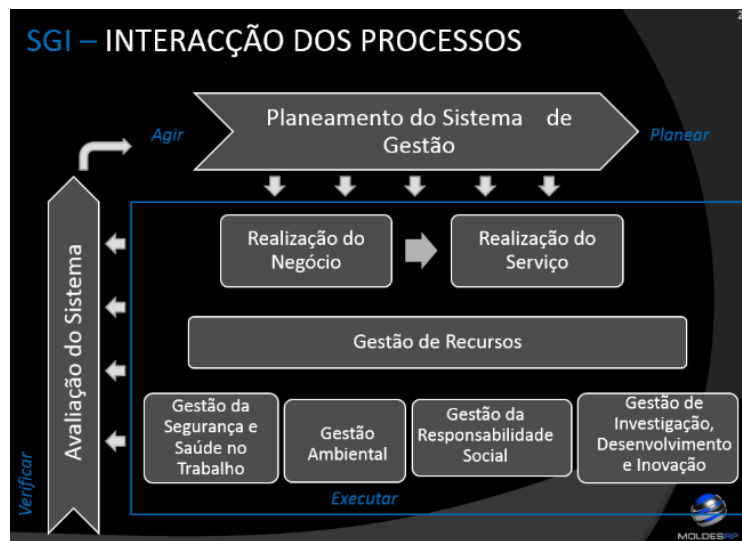 2
SGI – INTERACÇÃO DOS PROCESSOS
Agir
Planeamento do Sistema de
Gestão
Planear
Realização do
Negócio
Realização do
Serviço
Avaliação do Sistema
Gestão de Recursos
Gestão da
Segurança e
Saúde no
Trabalho
Gestão
Ambiental
Gestão da
Responsabilidade
Social
Gestão de
Investigação,
Desenvolvimento
e Inovação
Verificar
Executar
MOLDESRP